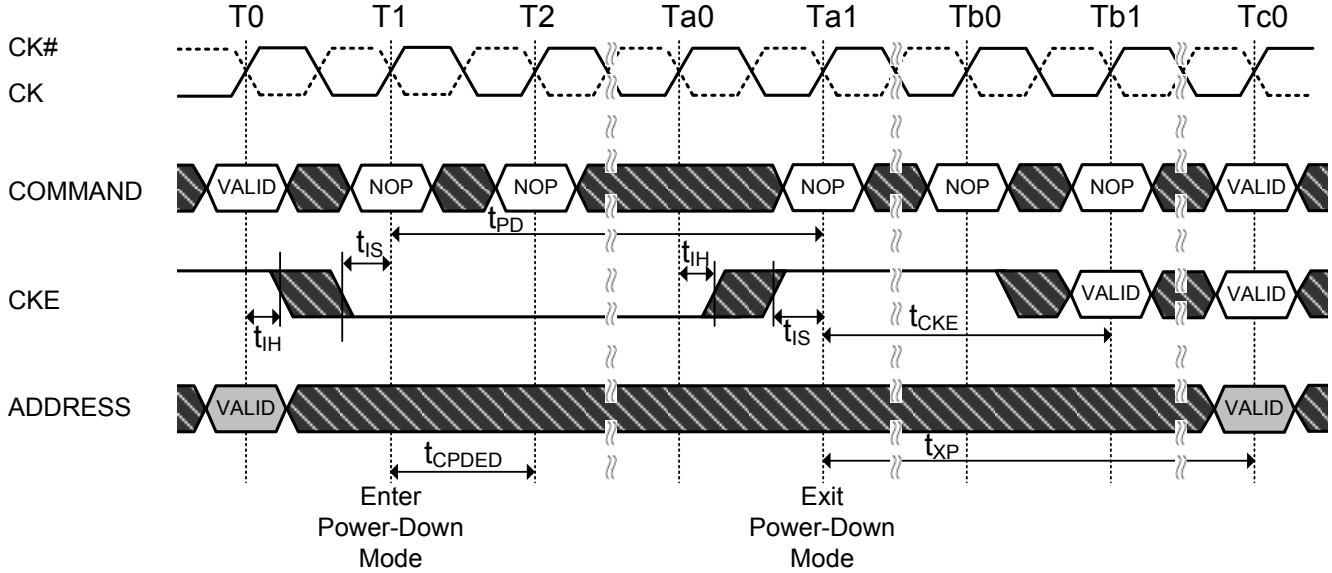 T0 T1 T2 Ta0 Ta1 Tb0 Tb1 Tc0
CK#
CK
COMMAND VALID NOP NOP NOP NOP NOP VALID
tPD
tIS tIH
CKE VALID VALID
tIH tIS tCKE
ADDRESS VALID VALID
tCPDED tXP
Enter
Power-Down
Mode
Exit
Power-Down
Mode